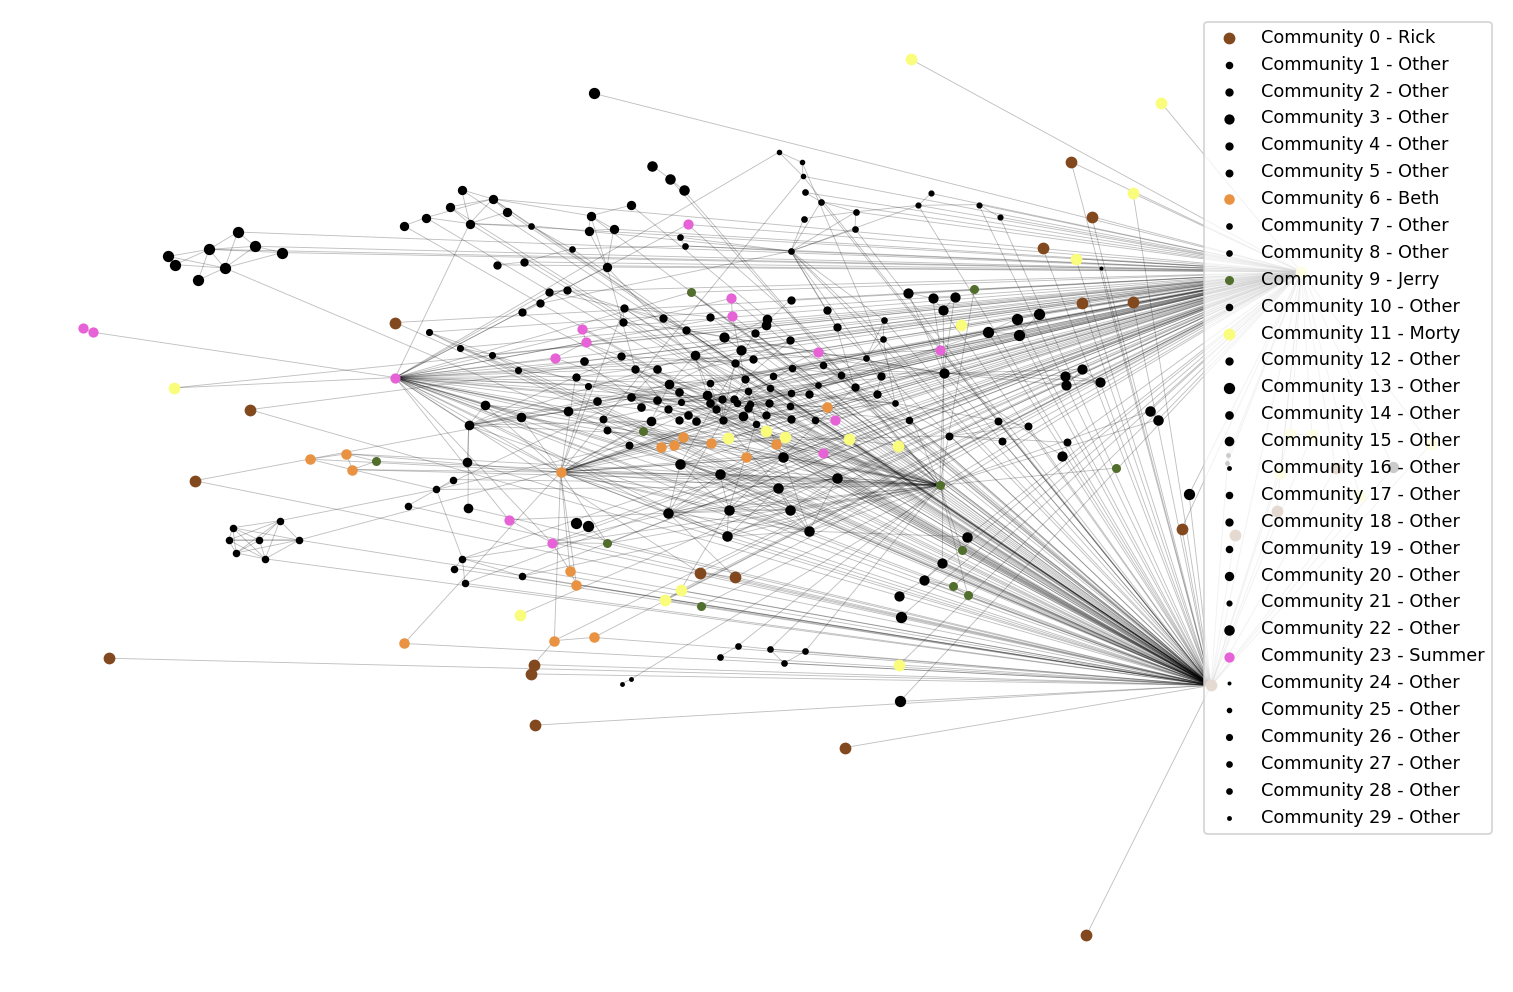 Community 0 - Rick
Community 1 - Other
Community 2 - Other
Community 3 - Other
Community 4 - Other
Community 5 - Other
Community 6 - Beth
Community 7 - Other
Community 8 - Other
Community 9 - Jerry
Community 10 - Other
Community 11 - Morty
Community 12 - Other
Community 13 - Other
Community 14 - Other
Community 15 - Other
Community 16 - Other
Community 17 - Other
Community 18 - Other
Community 19 - Other
Community 20 - Other
Community 21 - Other
Community 22 - Other
Community 23 - Summer
Community 24 - Other
Community 25 - Other
Community 26 - Other
Community 27 - Other
Community 28 - Other
Community 29 - Other